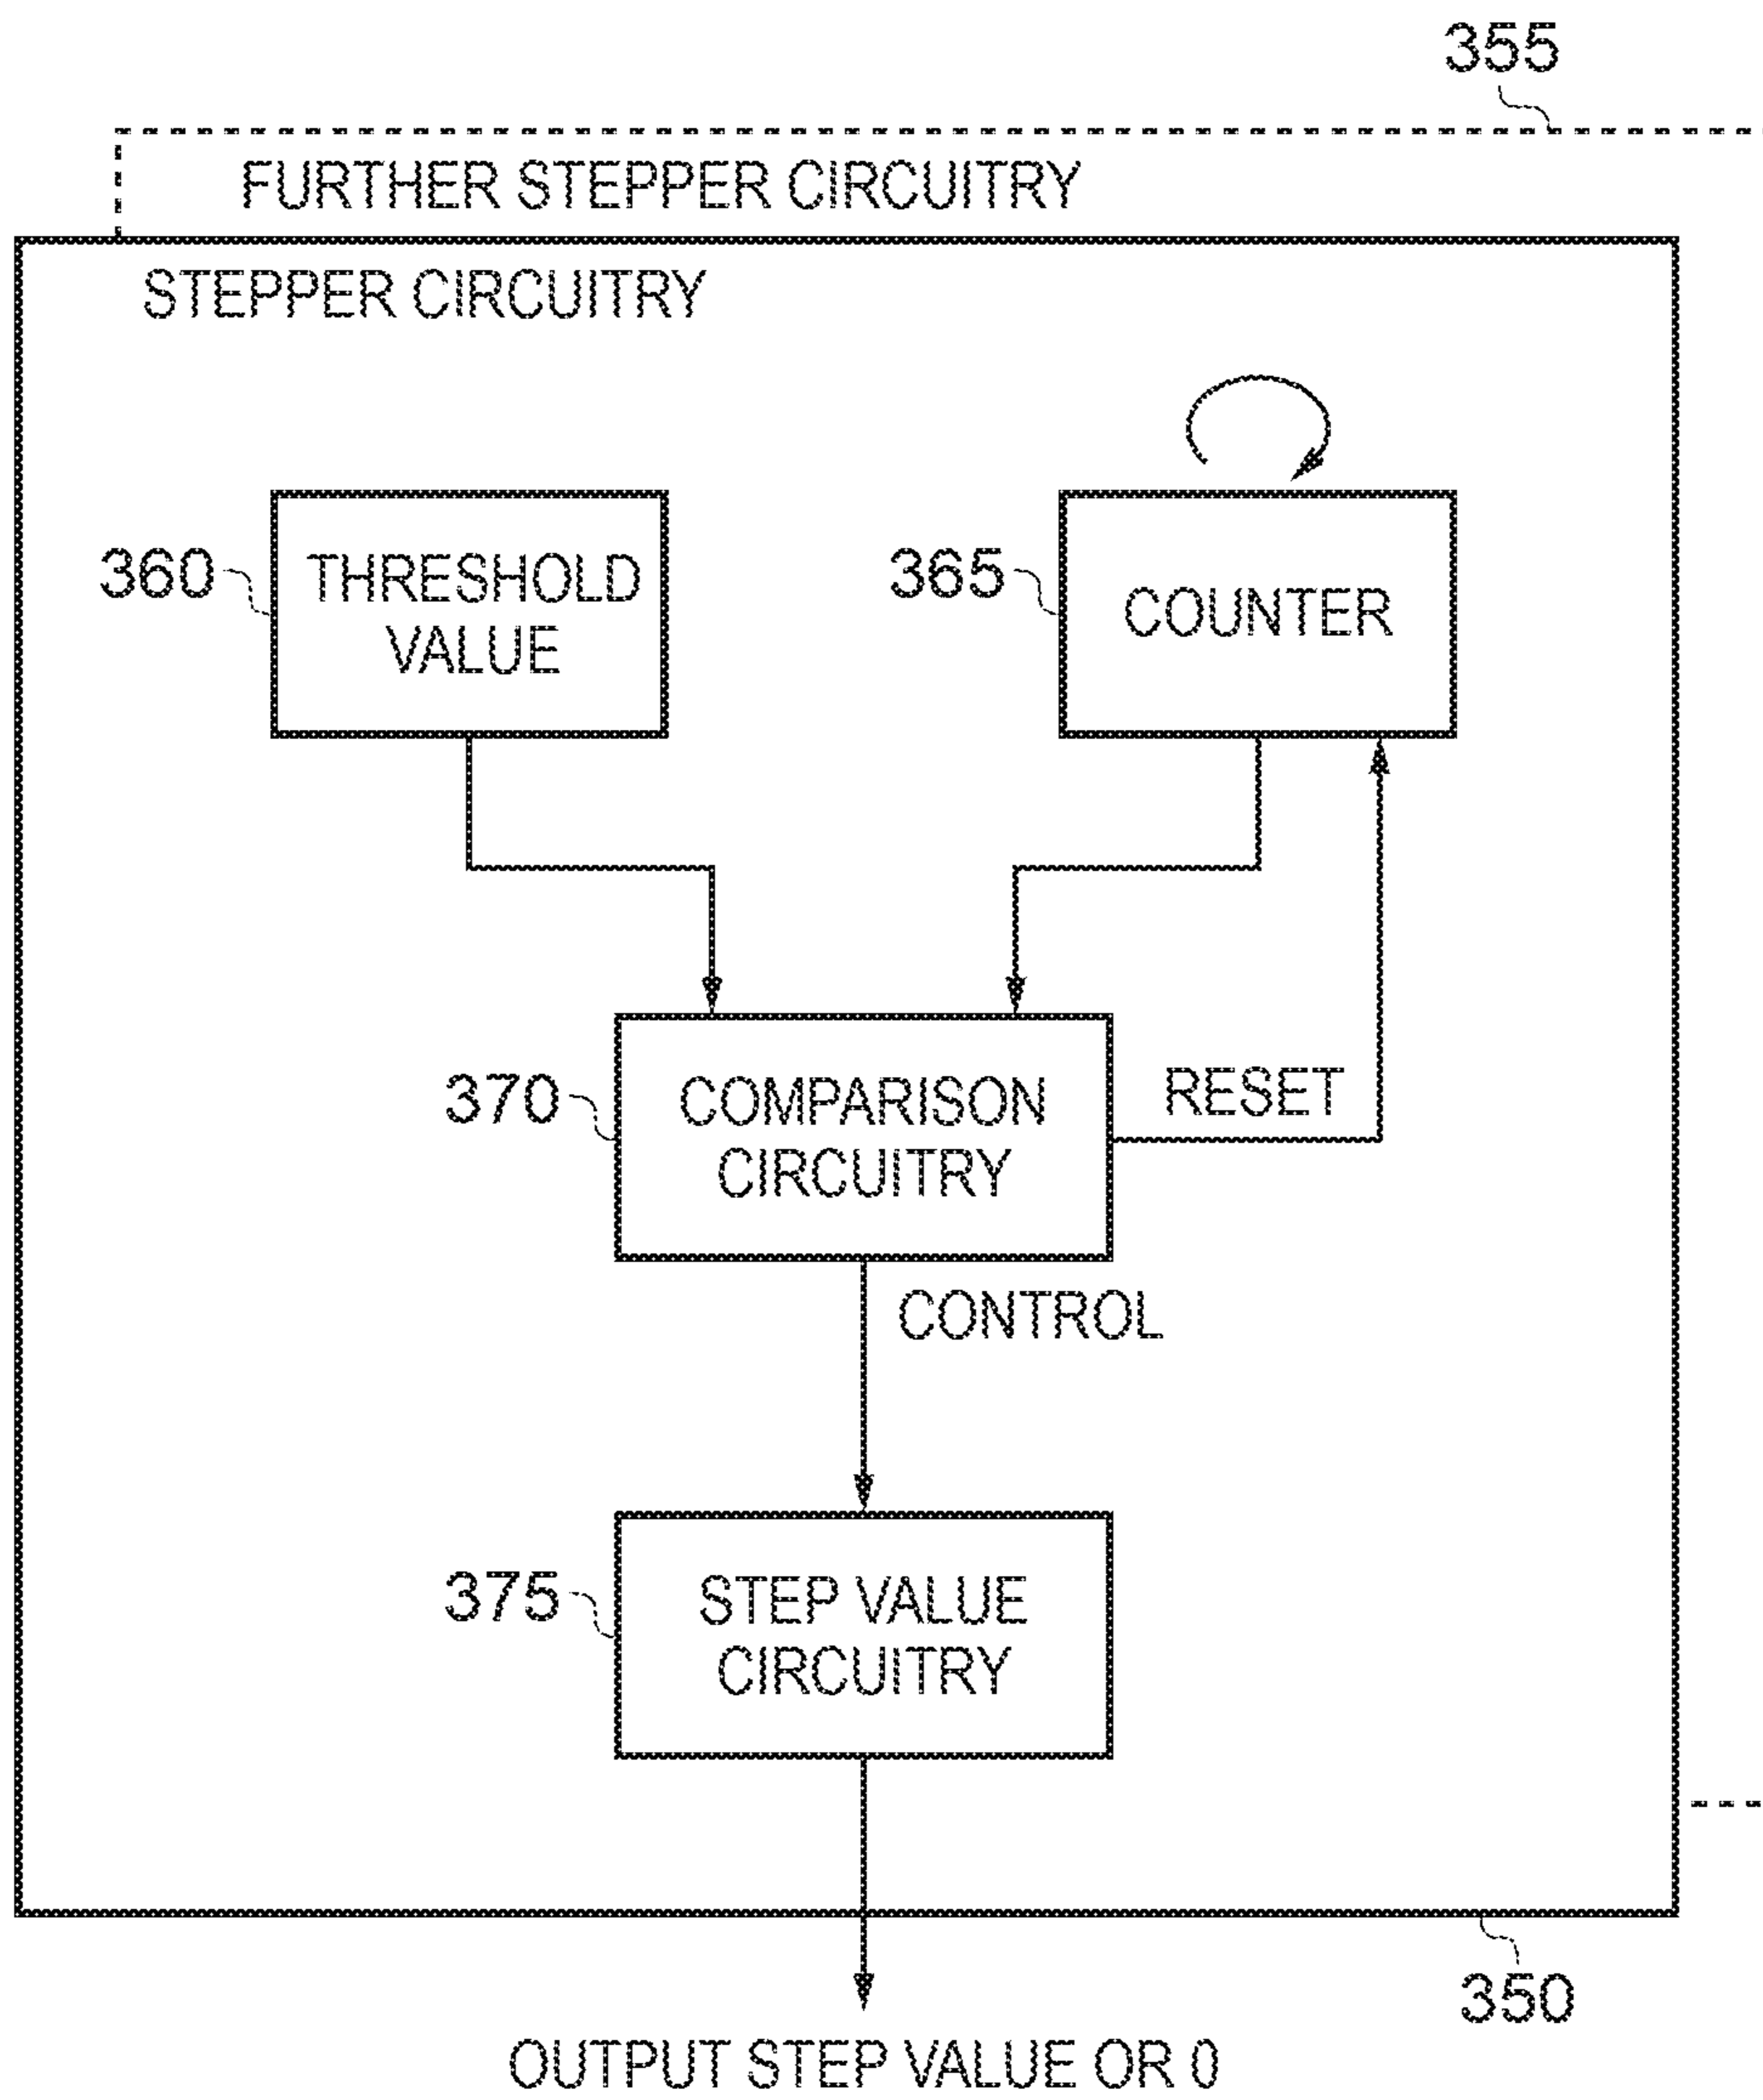 355
FURTHER STEPPER CIRCUITRY
STEPPER CIRCUITRY
360
THRESHOLD
VALUE
365
COUNTER
370
COMPARISON
CIRCUITRY
RESET
CONTROL
375
STEP VALUE
CIRCUITRY
350
OUTPUT STEP VALUE OR 0